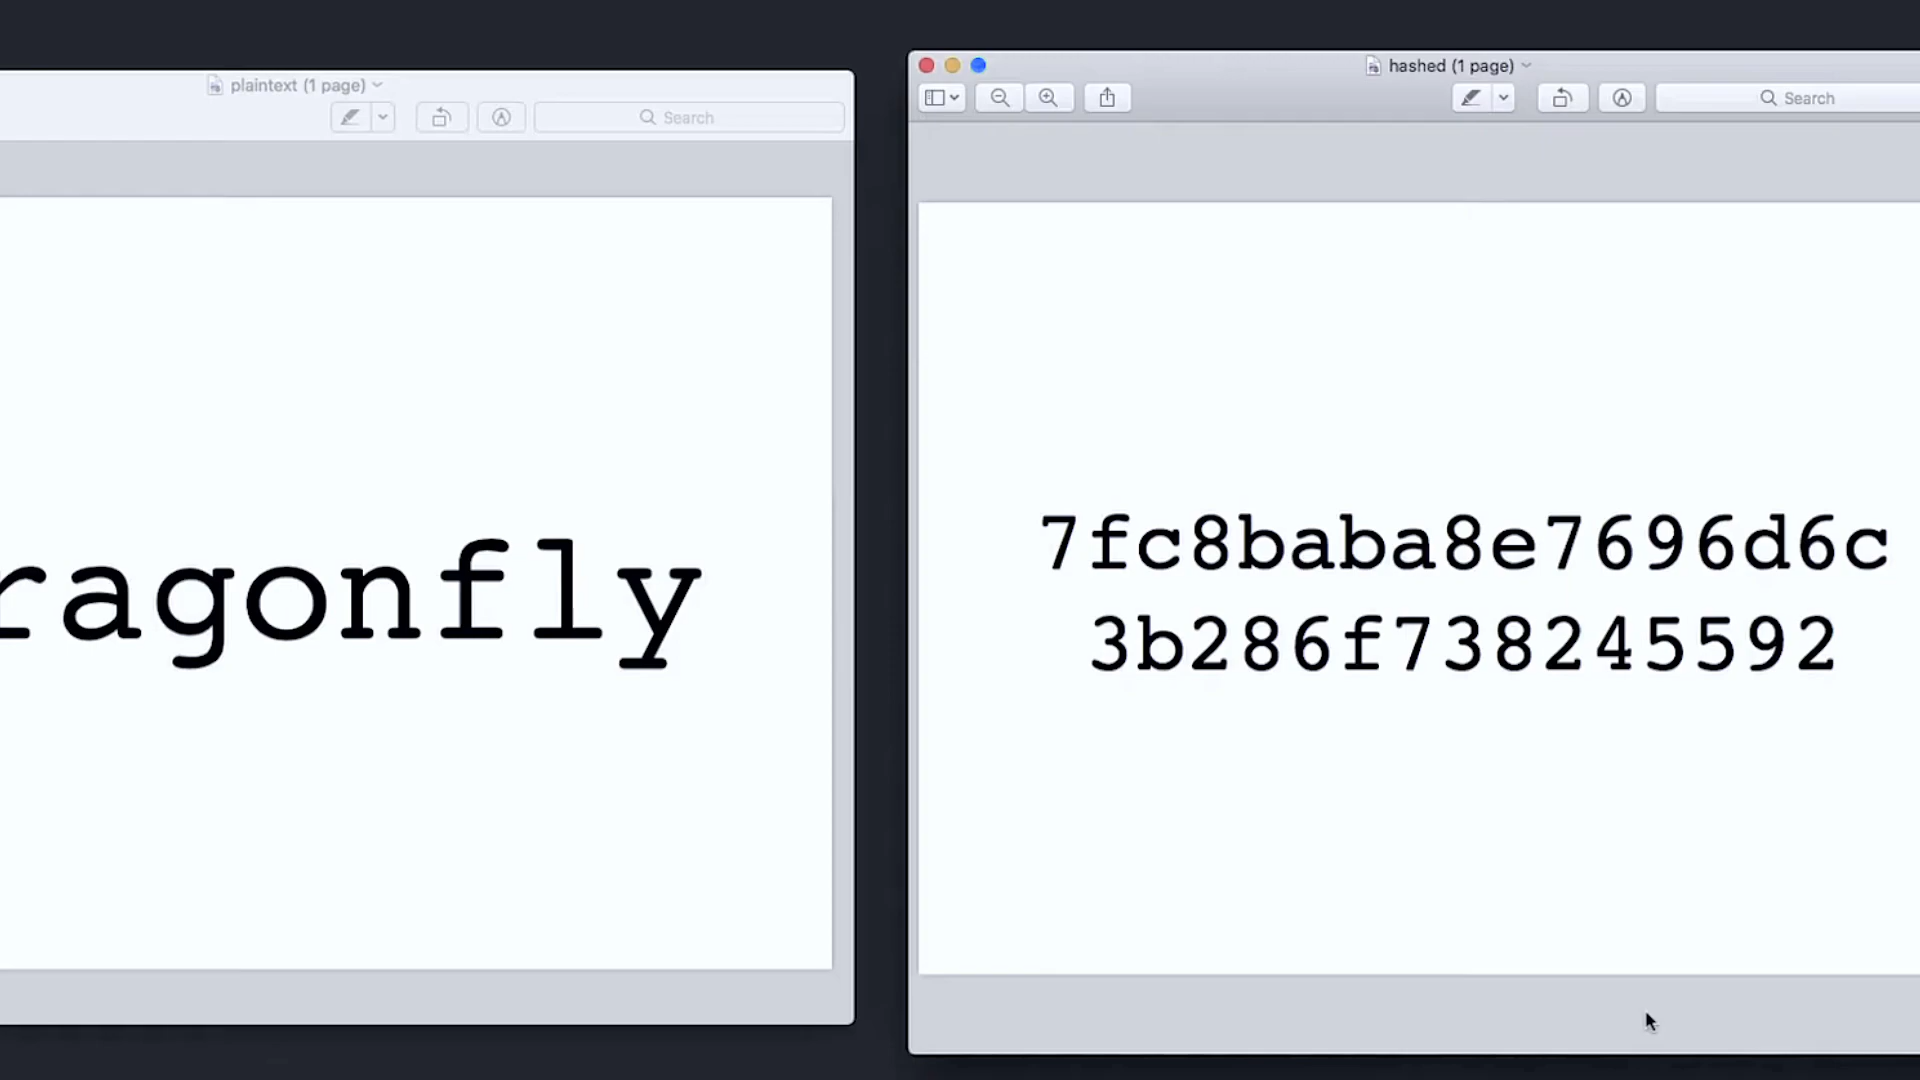 plaintext (1 page)
Search
ragonfly
hashed (1 page)
Search
7fc8baba8e7696d6c
3b286f738245592